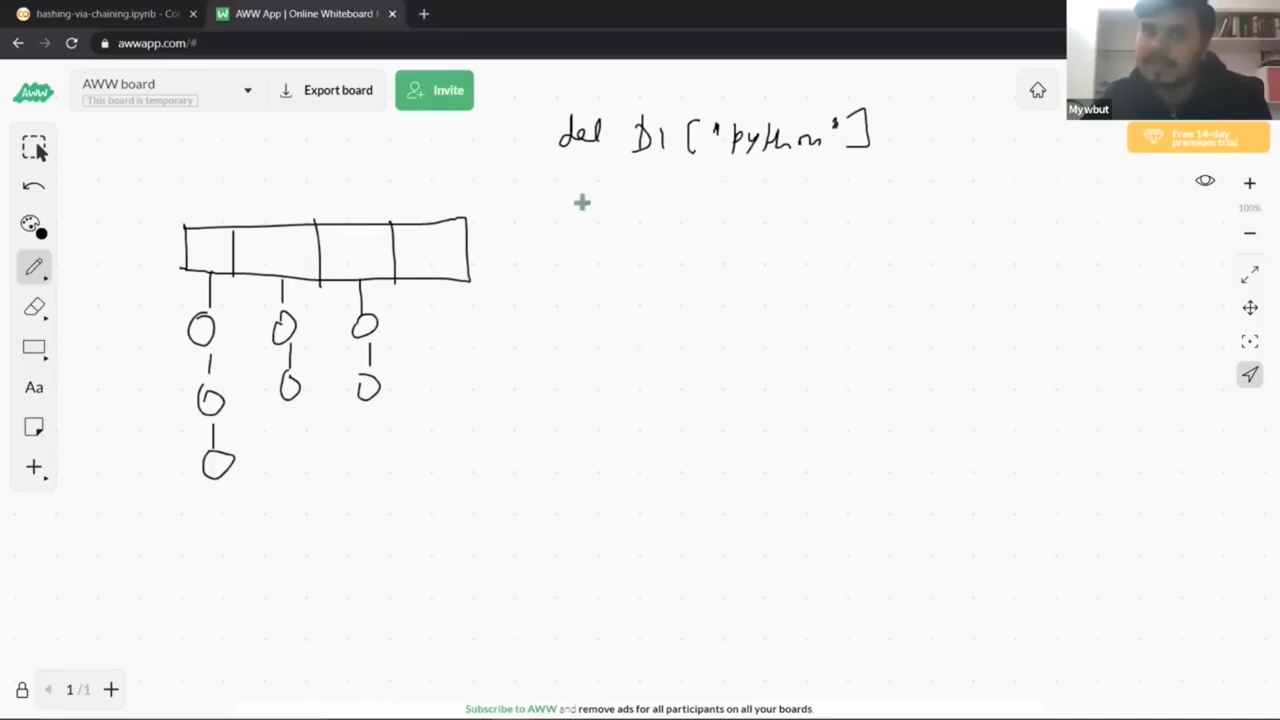 hashing-via-chaining.ipynb - Co
AWW App | Online Whiteboard
awwapp.com/#
AWW board
This board is temporary
Export board
Invite
Mywbut
Free 14-day
premium trial
AWW
del D1["python"]
100%
Aa
1/1
Subscribe to AWW and remove ads for all participants on all your boards.